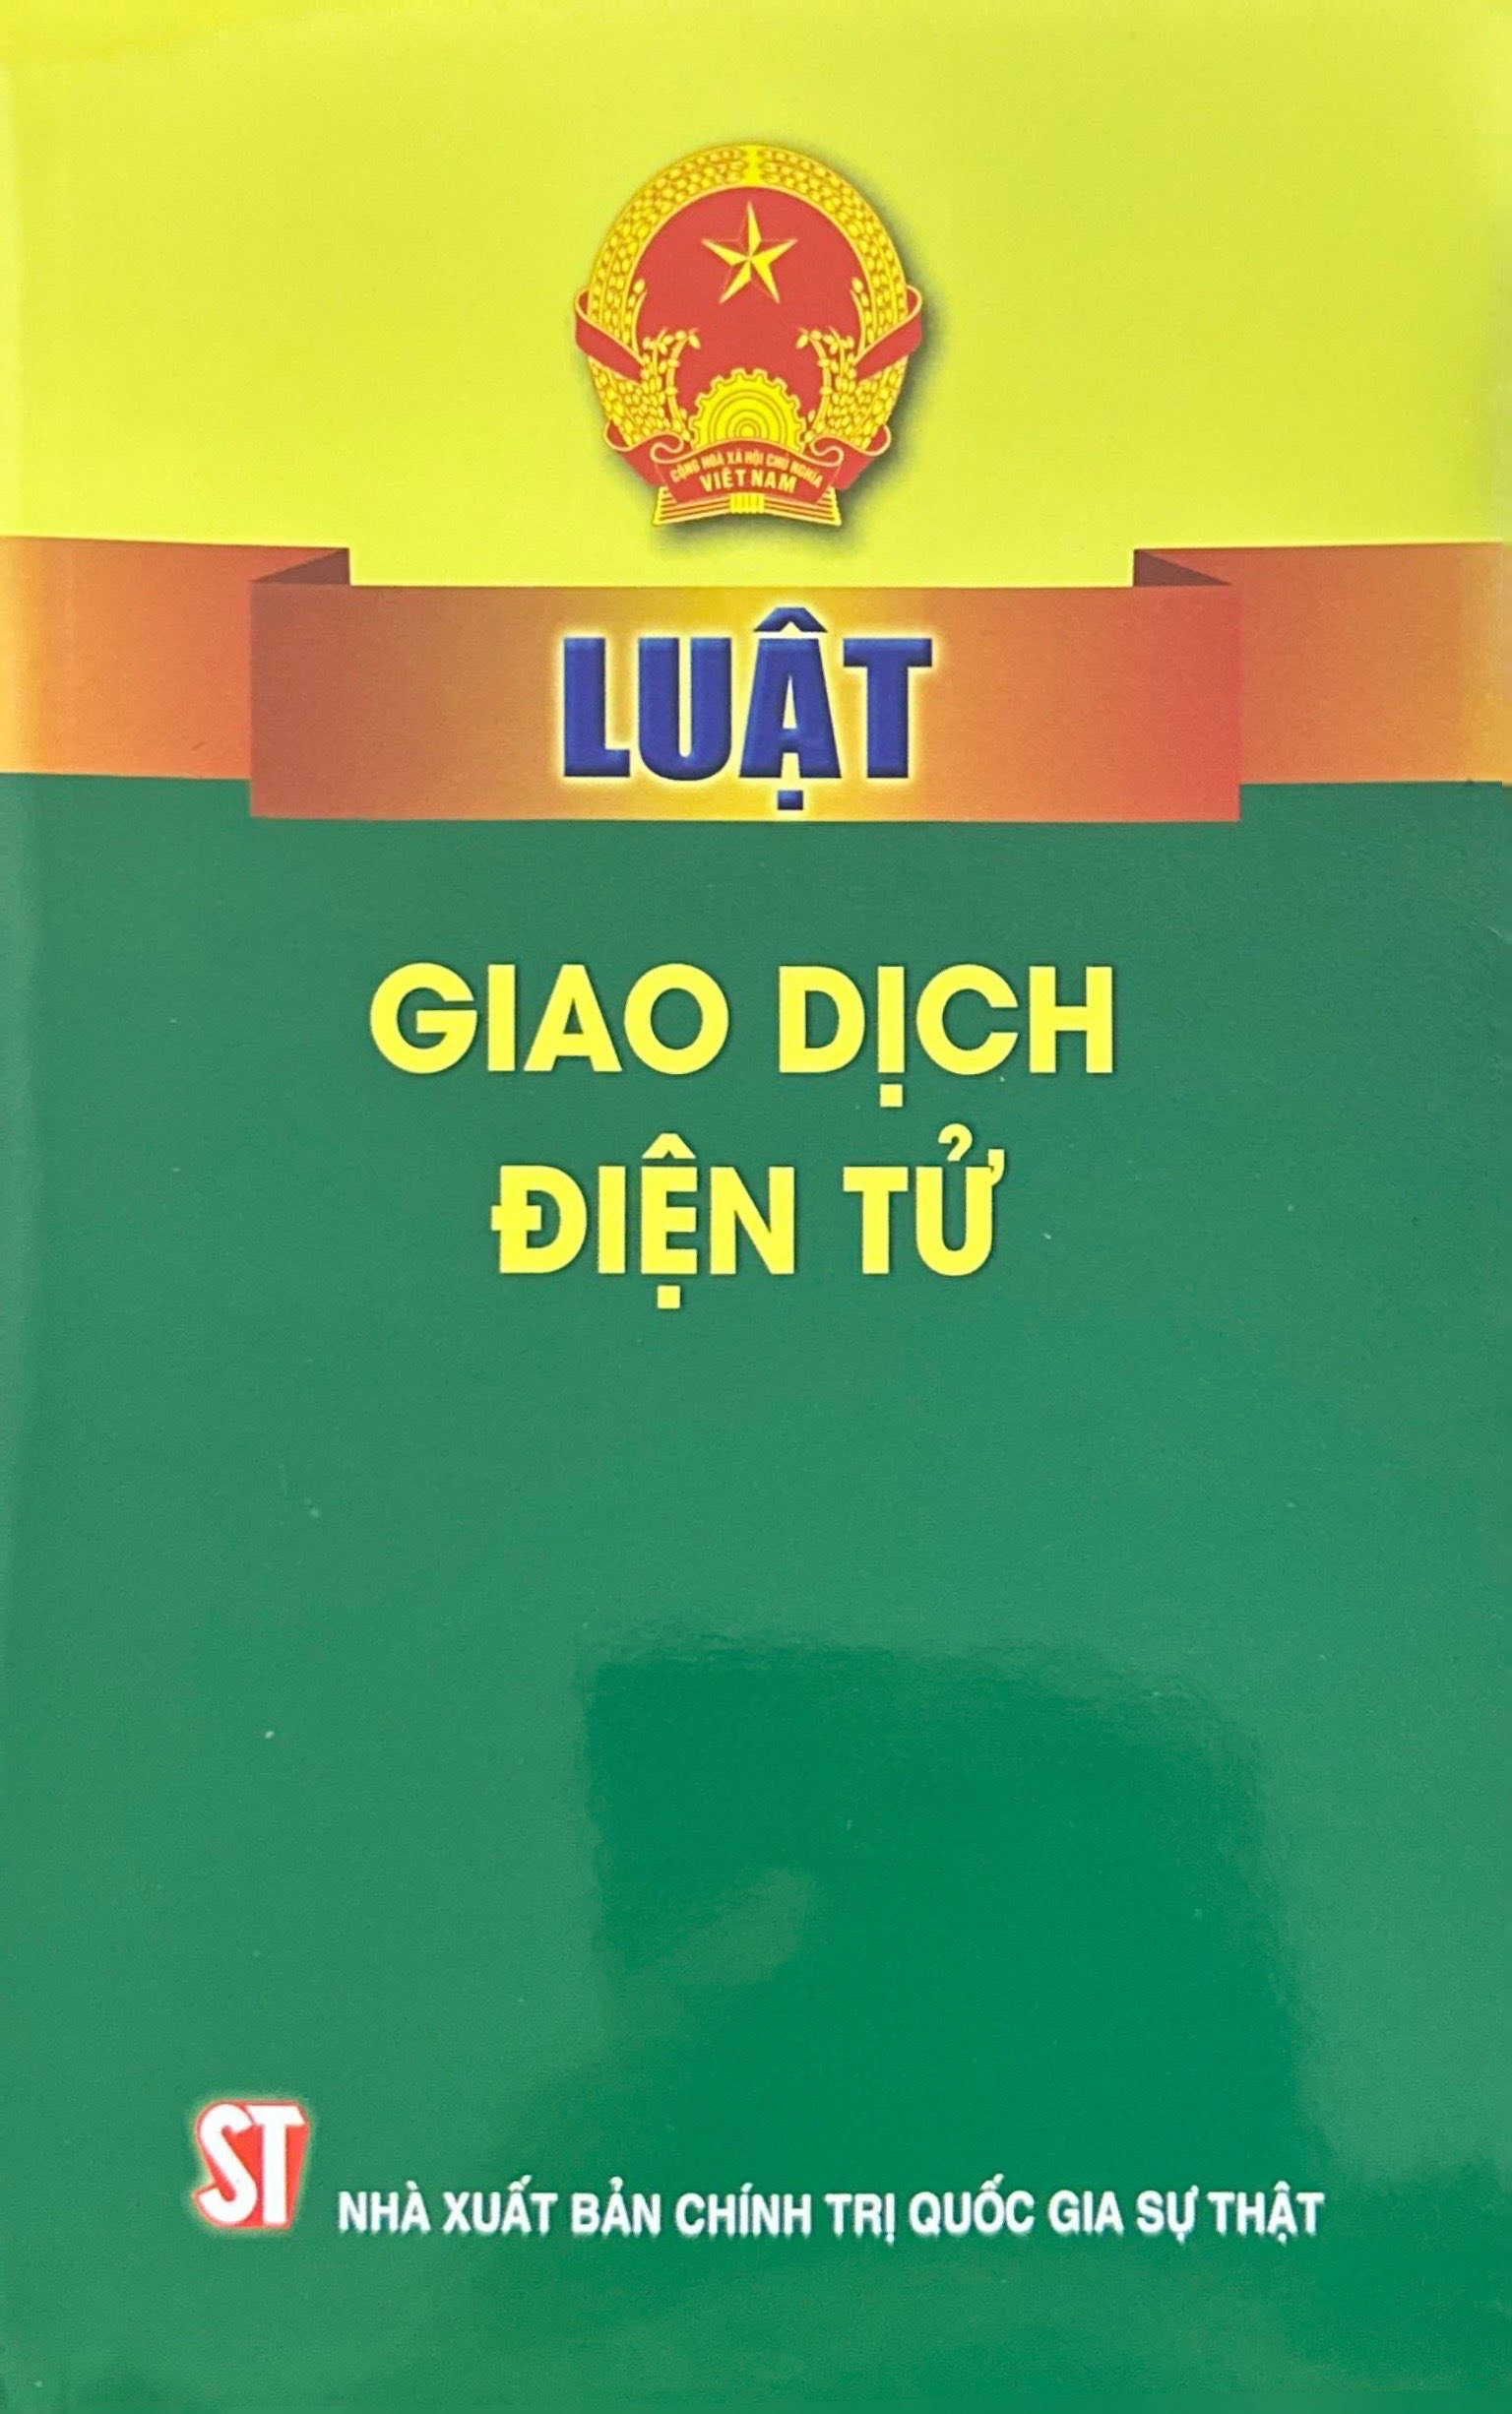 CỘNG HOÀ XÃ HỘI CHỦ NGHĨA
VIỆT NAM
LUẬT
GIAO DỊCH
ĐIỆN TỬ
ST
NHÀ XUẤT BẢN CHÍNH TRỊ QUỐC GIA SỰ THẬT